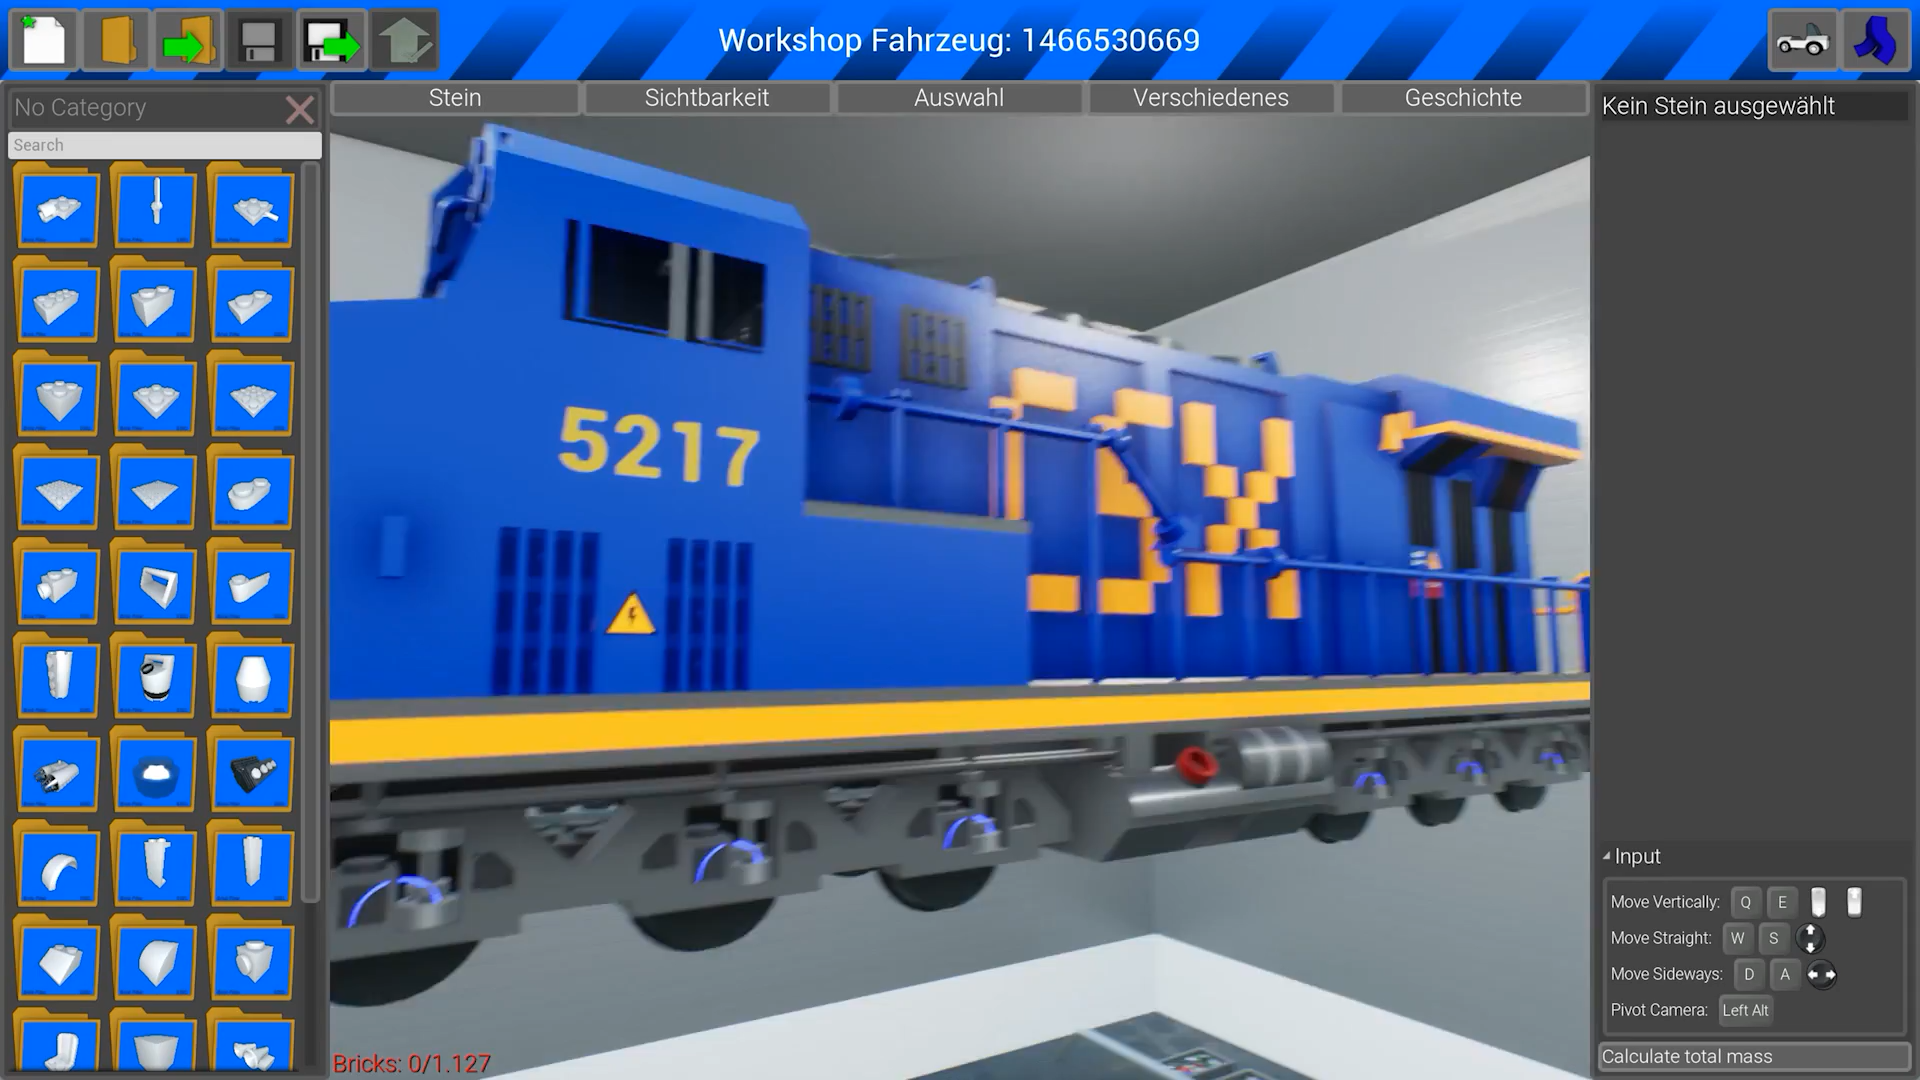 Workshop Fahrzeug: 1466530669
No Category
Search
Stein
Sichtbarkeit
Auswahl
Verschiedenes
Geschichte
Kein Stein ausgewählt
5217
CSX
Input
Move Vertically: Q E
Move Straight: W S
Move Sideways: D A
Pivot Camera: Left Alt
Calculate total mass
Bricks: 0/1.127